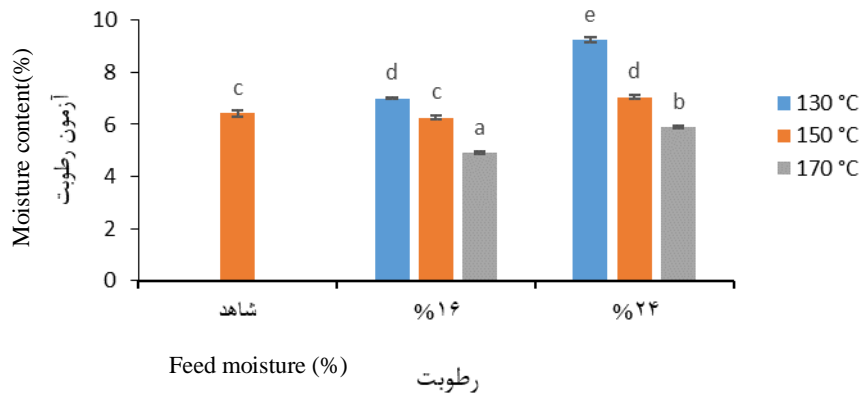 Moisture content(%)
آزمون رطوبت
10
8
6
4
2
0
c
d
c
a
e
d
b
شاهد
%۱۶
%۲۴
Feed moisture (%)
رطوبت
130 °C
150 °C
170 °C